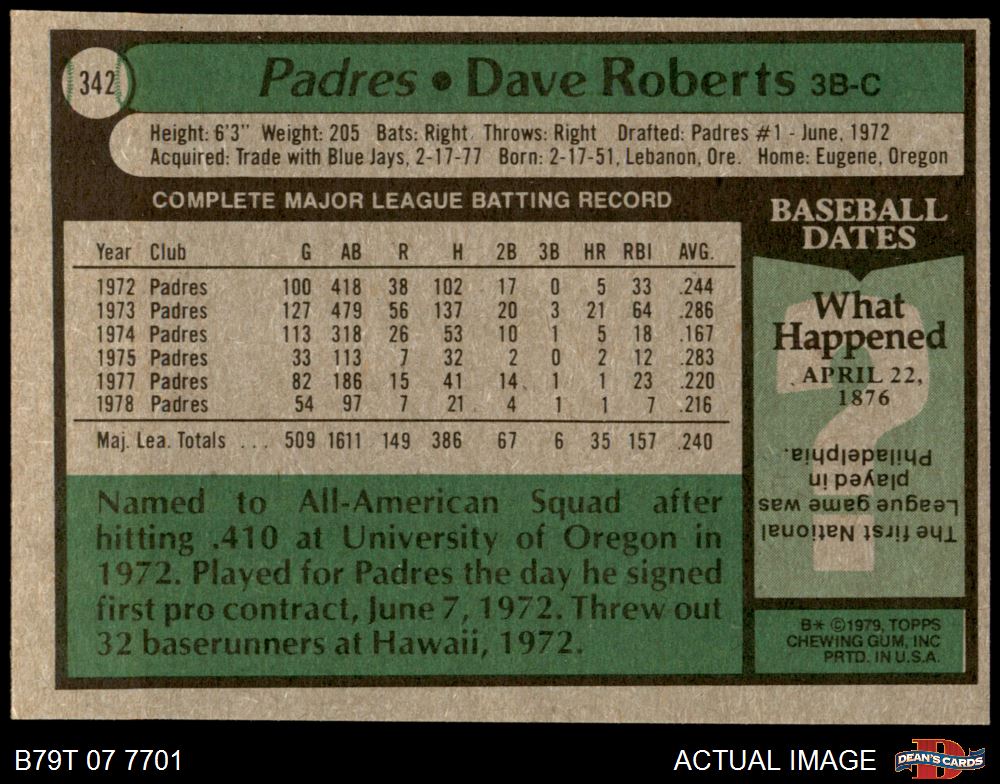 342
Padres • Dave Roberts 3B-C
Height: 6'3" Weight: 205 Bats: Right Throws: Right Drafted: Padres #1 - June, 1972
Acquired: Trade with Blue Jays, 2-17-77 Born: 2-17-51, Lebanon, Ore. Home: Eugene, Oregon
COMPLETE MAJOR LEAGUE BATTING RECORD
Year Club G AB R H 2B 3B HR RBI AVG.
1972 Padres 100 418 38 102 17 0 5 33 .244
1973 Padres 127 479 56 137 20 3 21 64 .286
1974 Padres 113 318 26 53 10 1 5 18 .167
1975 Padres 33 113 7 32 2 0 2 12 .283
1977 Padres 82 186 15 41 14 1 1 23 .220
1978 Padres 54 97 7 21 4 1 1 7 .216
Maj. Lea. Totals ... 509 1611 149 386 67 6 35 157 .240
Named to All-American Squad after
hitting .410 at University of Oregon in
1972. Played for Padres the day he signed
first pro contract, June 7, 1972. Threw out
32 baserunners at Hawaii, 1972.
BASEBALL
DATES
What
Happened
APRIL 22,
1876
?
The first National
League game was
played in
Philadelphia.
B* ©1979, TOPPS
CHEWING GUM, INC
PRTD. IN U.S.A.
B79T 07 7701
ACTUAL IMAGE
D
DEAN'S CARDS